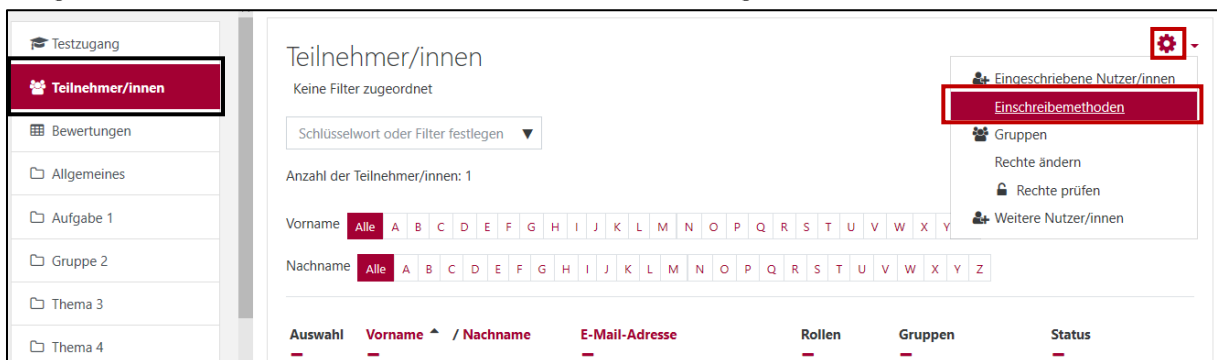 Testzugang
Teilnehmer/innen
Bewertungen
Allgemeines
Aufgabe 1
Gruppe 2
Thema 3
Thema 4
Teilnehmer/innen
Keine Filter zugeordnet
Schlüsselwort oder Filter festlegen ▼
Anzahl der Teilnehmer/innen: 1
Vorname Alle A B C D E F G H I J K L M N O P Q R S T U V W X Y
Nachname Alle A B C D E F G H I J K L M N O P Q R S T U V W X Y Z
Auswahl Vorname / Nachname E-Mail-Adresse Rollen Gruppen Status
Eingeschriebene Nutzer/innen
Einschreibemethoden
Gruppen
Rechte ändern
Rechte prüfen
Weitere Nutzer/innen